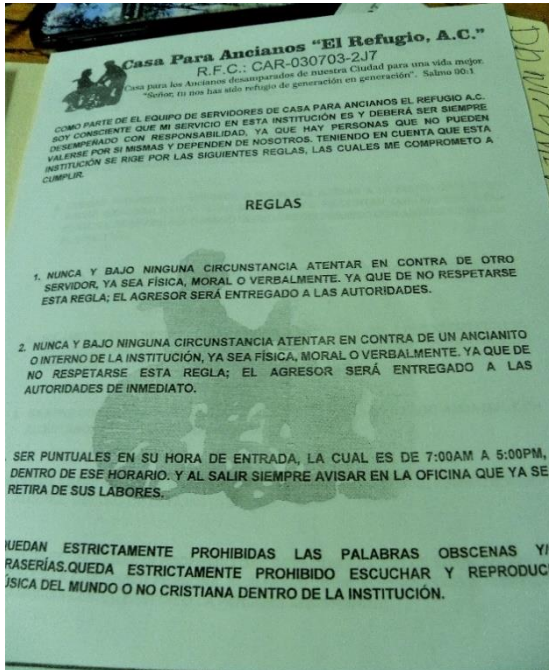 Casa Para Ancianos "El Refugio, A.C."
R.F.C.: CAR-030703-2J7
Casa para los Ancianos desamparados de nuestra Ciudad para una vida mejor.
"Señor, tu nos has sido refugio de generación en generación". Salmo 90:1
COMO PARTE DE EL EQUIPO DE SERVIDORES DE CASA PARA ANCIANOS EL REFUGIO A.C.
SOY CONSCIENTE QUE MI SERVICIO EN ESTA INSTITUCIÓN ES Y DEBERÁ SER SIEMPRE
DESEMPEÑADO CON RESPONSABILIDAD, YA QUE HAY PERSONAS QUE NO PUEDEN
VALERSE POR SI MISMAS Y DEPENDEN DE NOSOTROS. TENIENDO EN CUENTA QUE ESTA
INSTITUCIÓN SE RIGE POR LAS SIGUIENTES REGLAS, LAS CUALES ME COMPROMETO A
CUMPLIR.
REGLAS
1. NUNCA Y BAJO NINGUNA CIRCUNSTANCIA ATENTAR EN CONTRA DE OTRO
SERVIDOR, YA SEA FÍSICA, MORAL O VERBALMENTE. YA QUE DE NO RESPETARSE
ESTA REGLA; EL AGRESOR SERÁ ENTREGADO A LAS AUTORIDADES.
2. NUNCA Y BAJO NINGUNA CIRCUNSTANCIA ATENTAR EN CONTRA DE UN ANCIANITO
O INTERNO DE LA INSTITUCIÓN, YA SEA FÍSICA, MORAL O VERBALMENTE. YA QUE DE
NO RESPETARSE ESTA REGLA; EL AGRESOR SERÁ ENTREGADO A LAS
AUTORIDADES DE INMEDIATO.
. SER PUNTUALES EN SU HORA DE ENTRADA, LA CUAL ES DE 7:00AM A 5:00PM,
DENTRO DE ESE HORARIO. Y AL SALIR SIEMPRE AVISAR EN LA OFICINA QUE YA SE
RETIRA DE SUS LABORES.
QUEDAN ESTRICTAMENTE PROHIBIDAS LAS PALABRAS OBSCENAS Y/
RASERÍAS.QUEDA ESTRICTAMENTE PROHIBIDO ESCUCHAR Y REPRODUC
ÚSICA DEL MUNDO O NO CRISTIANA DENTRO DE LA INSTITUCIÓN.